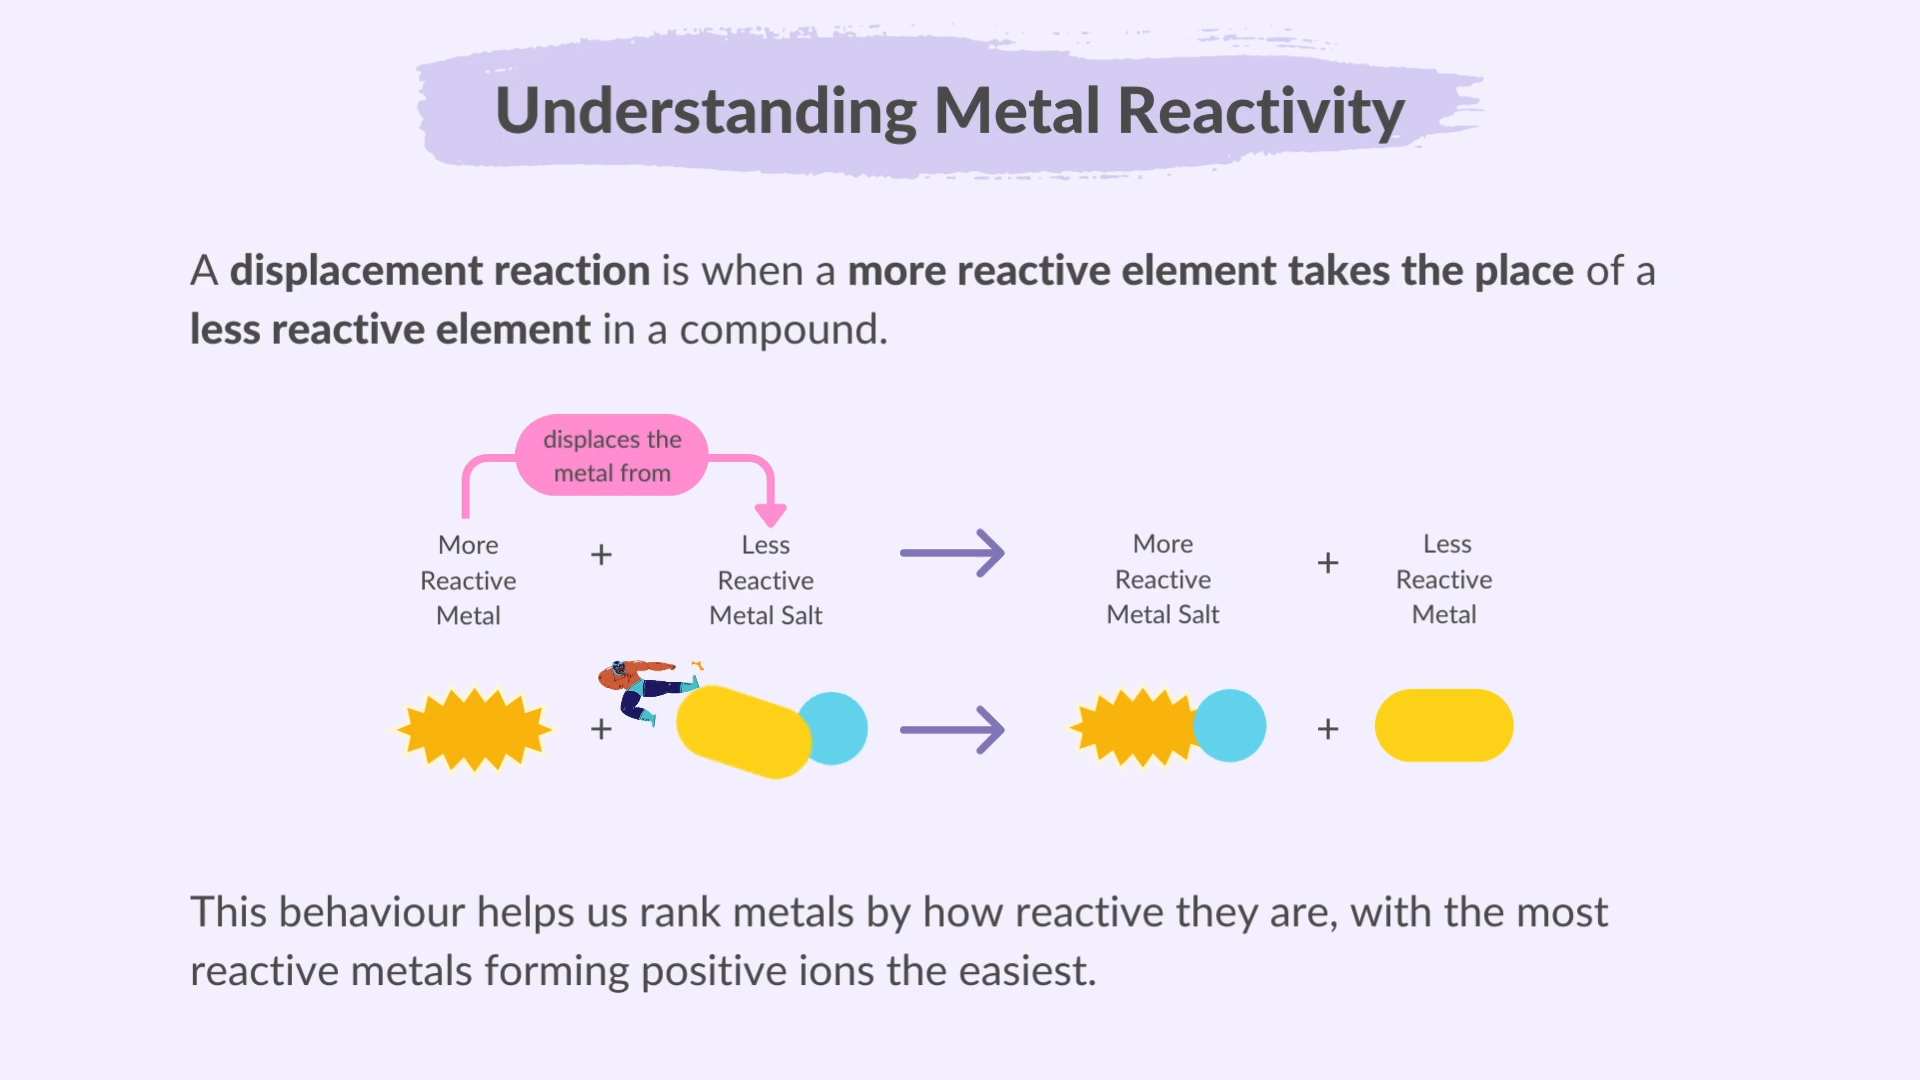 Understanding Metal Reactivity
A displacement reaction is when a more reactive element takes the place of a
less reactive element in a compound.
displaces the
metal from
More
Reactive
Metal
+
Less
Reactive
Metal Salt
More
Reactive
Metal Salt
+
Less
Reactive
Metal
+
+
This behaviour helps us rank metals by how reactive they are, with the most
reactive metals forming positive ions the easiest.